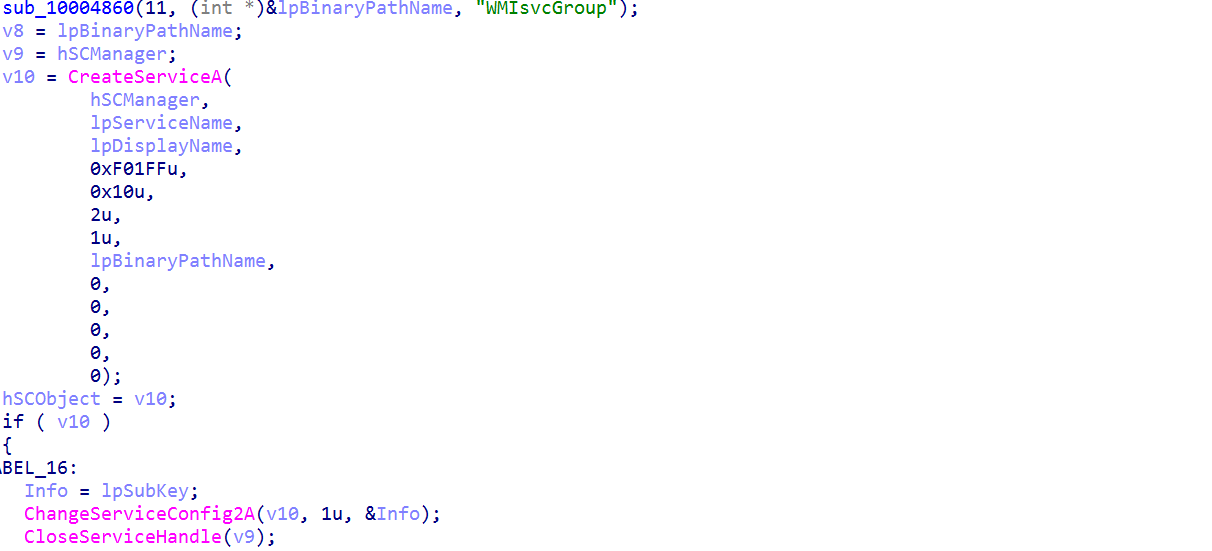 sub_10004860(11, (int *)&lpBinaryPathName, "WMIsvcGroup");
v8 = lpBinaryPathName;
v9 = hSCManager;
v10 = CreateServiceA(
hSCManager,
lpServiceName,
lpDisplayName,
0xF01FFu,
0x10u,
2u,
1u,
lpBinaryPathName,
0,
0,
0,
0,
0);
hSCObject = v10;
if ( v10 )
{
ABEL_16:
Info = lpSubKey;
ChangeServiceConfig2A(v10, 1u, &Info);
CloseServiceHandle(v9);